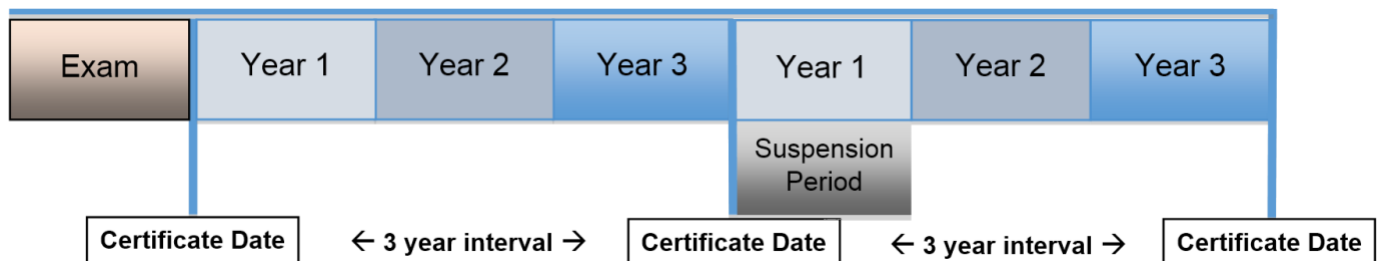 Exam Year 1 Year 2 Year 3 Year 1 Year 2 Year 3
Suspension
Period
Certificate Date ← 3 year interval → Certificate Date ← 3 year interval → Certificate Date